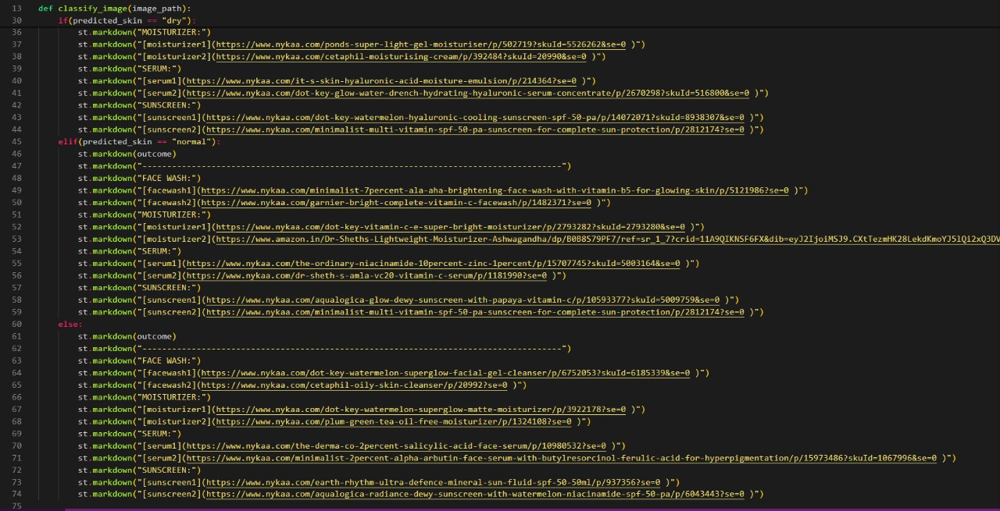 13 def classify_image(image_path):
30 if(predicted_skin == "dry"):
36 st.markdown("MOISTURIZER:")
37 st.markdown("[moisturizer1](https://www.nykaa.com/ponds-super-light-gel-moisturiser/p/502719?skuId=5526262&se=0 )")
38 st.markdown("[moisturizer2](https://www.nykaa.com/cetaphil-moisturising-cream/p/392484?skuId=20990&se=0 )")
39 st.markdown("SERUM:")
40 st.markdown("[serum1](https://www.nykaa.com/it-s-skin-hyaluronic-acid-moisture-emulsion/p/214364?se=0 )")
41 st.markdown("[serum2](https://www.nykaa.com/dot-key-glow-water-drench-hydrating-hyaluronic-serum-concentrate/p/2670298?skuId=516800&se=0 )")
42 st.markdown("SUNSCREEN:")
43 st.markdown("[sunscreen1](https://www.nykaa.com/dot-key-watermelon-hyaluronic-cooling-sunscreen-spf-50-pa/p/14072071?skuId=8938307&se=0 )")
44 st.markdown("[sunscreen2](https://www.nykaa.com/minimalist-multi-vitamin-spf-50-pa-sunscreen-for-complete-sun-protection/p/2812174?se=0 )")
45 elif(predicted_skin == "normal"):
46 st.markdown(outcome)
47 st.markdown("-------------------------------------------------------------------------------------")
48 st.markdown("FACE WASH:")
49 st.markdown("[facewash1](https://www.nykaa.com/minimalist-7percent-ala-aha-brightening-face-wash-with-vitamin-b5-for-glowing-skin/p/5121986?se=0 )")
50 st.markdown("[facewash2](https://www.nykaa.com/garnier-bright-complete-vitamin-c-facewash/p/1482371?se=0 )")
51 st.markdown("MOISTURIZER:")
52 st.markdown("[moisturizer1](https://www.nykaa.com/dot-key-vitamin-c-e-super-bright-moisturizer/p/2793282?skuId=2793280&se=0 )")
53 st.markdown("[moisturizer2](https://www.amazon.in/Dr-Sheths-Lightweight-Moisturizer-Ashwagandha/dp/B0B8S79PF7/ref=sr_1_7?crid=11A9QIKNSF6FX&dib=eyJ2IjoiMSJ9.CXtTezmHK28LekdKmoYJ5lQi2xQ3DV
54 st.markdown("SERUM:")
55 st.markdown("[serum1](https://www.nykaa.com/the-ordinary-niacinamide-10percent-zinc-1percent/p/15707745?skuId=5003164&se=0 )")
56 st.markdown("[serum2](https://www.nykaa.com/dr-sheth-s-amla-vc20-vitamin-c-serum/p/1181990?se=0 )")
57 st.markdown("SUNSCREEN:")
58 st.markdown("[sunscreen1](https://www.nykaa.com/aqualogica-glow-dewy-sunscreen-with-papaya-vitamin-c/p/10593377?skuId=5009759&se=0 )")
59 st.markdown("[sunscreen2](https://www.nykaa.com/minimalist-multi-vitamin-spf-50-pa-sunscreen-for-complete-sun-protection/p/2812174?se=0 )")
60 else:
61 st.markdown(outcome)
62 st.markdown("-------------------------------------------------------------------------------------")
63 st.markdown("FACE WASH:")
64 st.markdown("[facewash1](https://www.nykaa.com/dot-key-watermelon-superglow-facial-gel-cleanser/p/6752053?skuId=6185339&se=0 )")
65 st.markdown("[facewash2](https://www.nykaa.com/cetaphil-oily-skin-cleanser/p/20992?se=0 )")
66 st.markdown("MOISTURIZER:")
67 st.markdown("[moisturizer1](https://www.nykaa.com/dot-key-watermelon-superglow-matte-moisturizer/p/3922178?se=0 )")
68 st.markdown("[moisturizer2](https://www.nykaa.com/plum-green-tea-oil-free-moisturizer/p/1324108?se=0 )")
69 st.markdown("SERUM:")
70 st.markdown("[serum1](https://www.nykaa.com/the-derma-co-2percent-salicylic-acid-face-serum/p/10980532?se=0 )")
71 st.markdown("[serum2](https://www.nykaa.com/minimalist-2percent-alpha-arbutin-face-serum-with-butylresorcinol-ferulic-acid-for-hyperpigmentation/p/15973486?skuId=1067996&se=0 )")
72 st.markdown("SUNSCREEN:")
73 st.markdown("[sunscreen1](https://www.nykaa.com/earth-rhythm-ultra-defence-mineral-sun-fluid-spf-50-50ml/p/937356?se=0 )")
74 st.markdown("[sunscreen2](https://www.nykaa.com/aqualogica-radiance-dewy-sunscreen-with-watermelon-niacinamide-spf-50-pa/p/6043443?se=0 )")
75